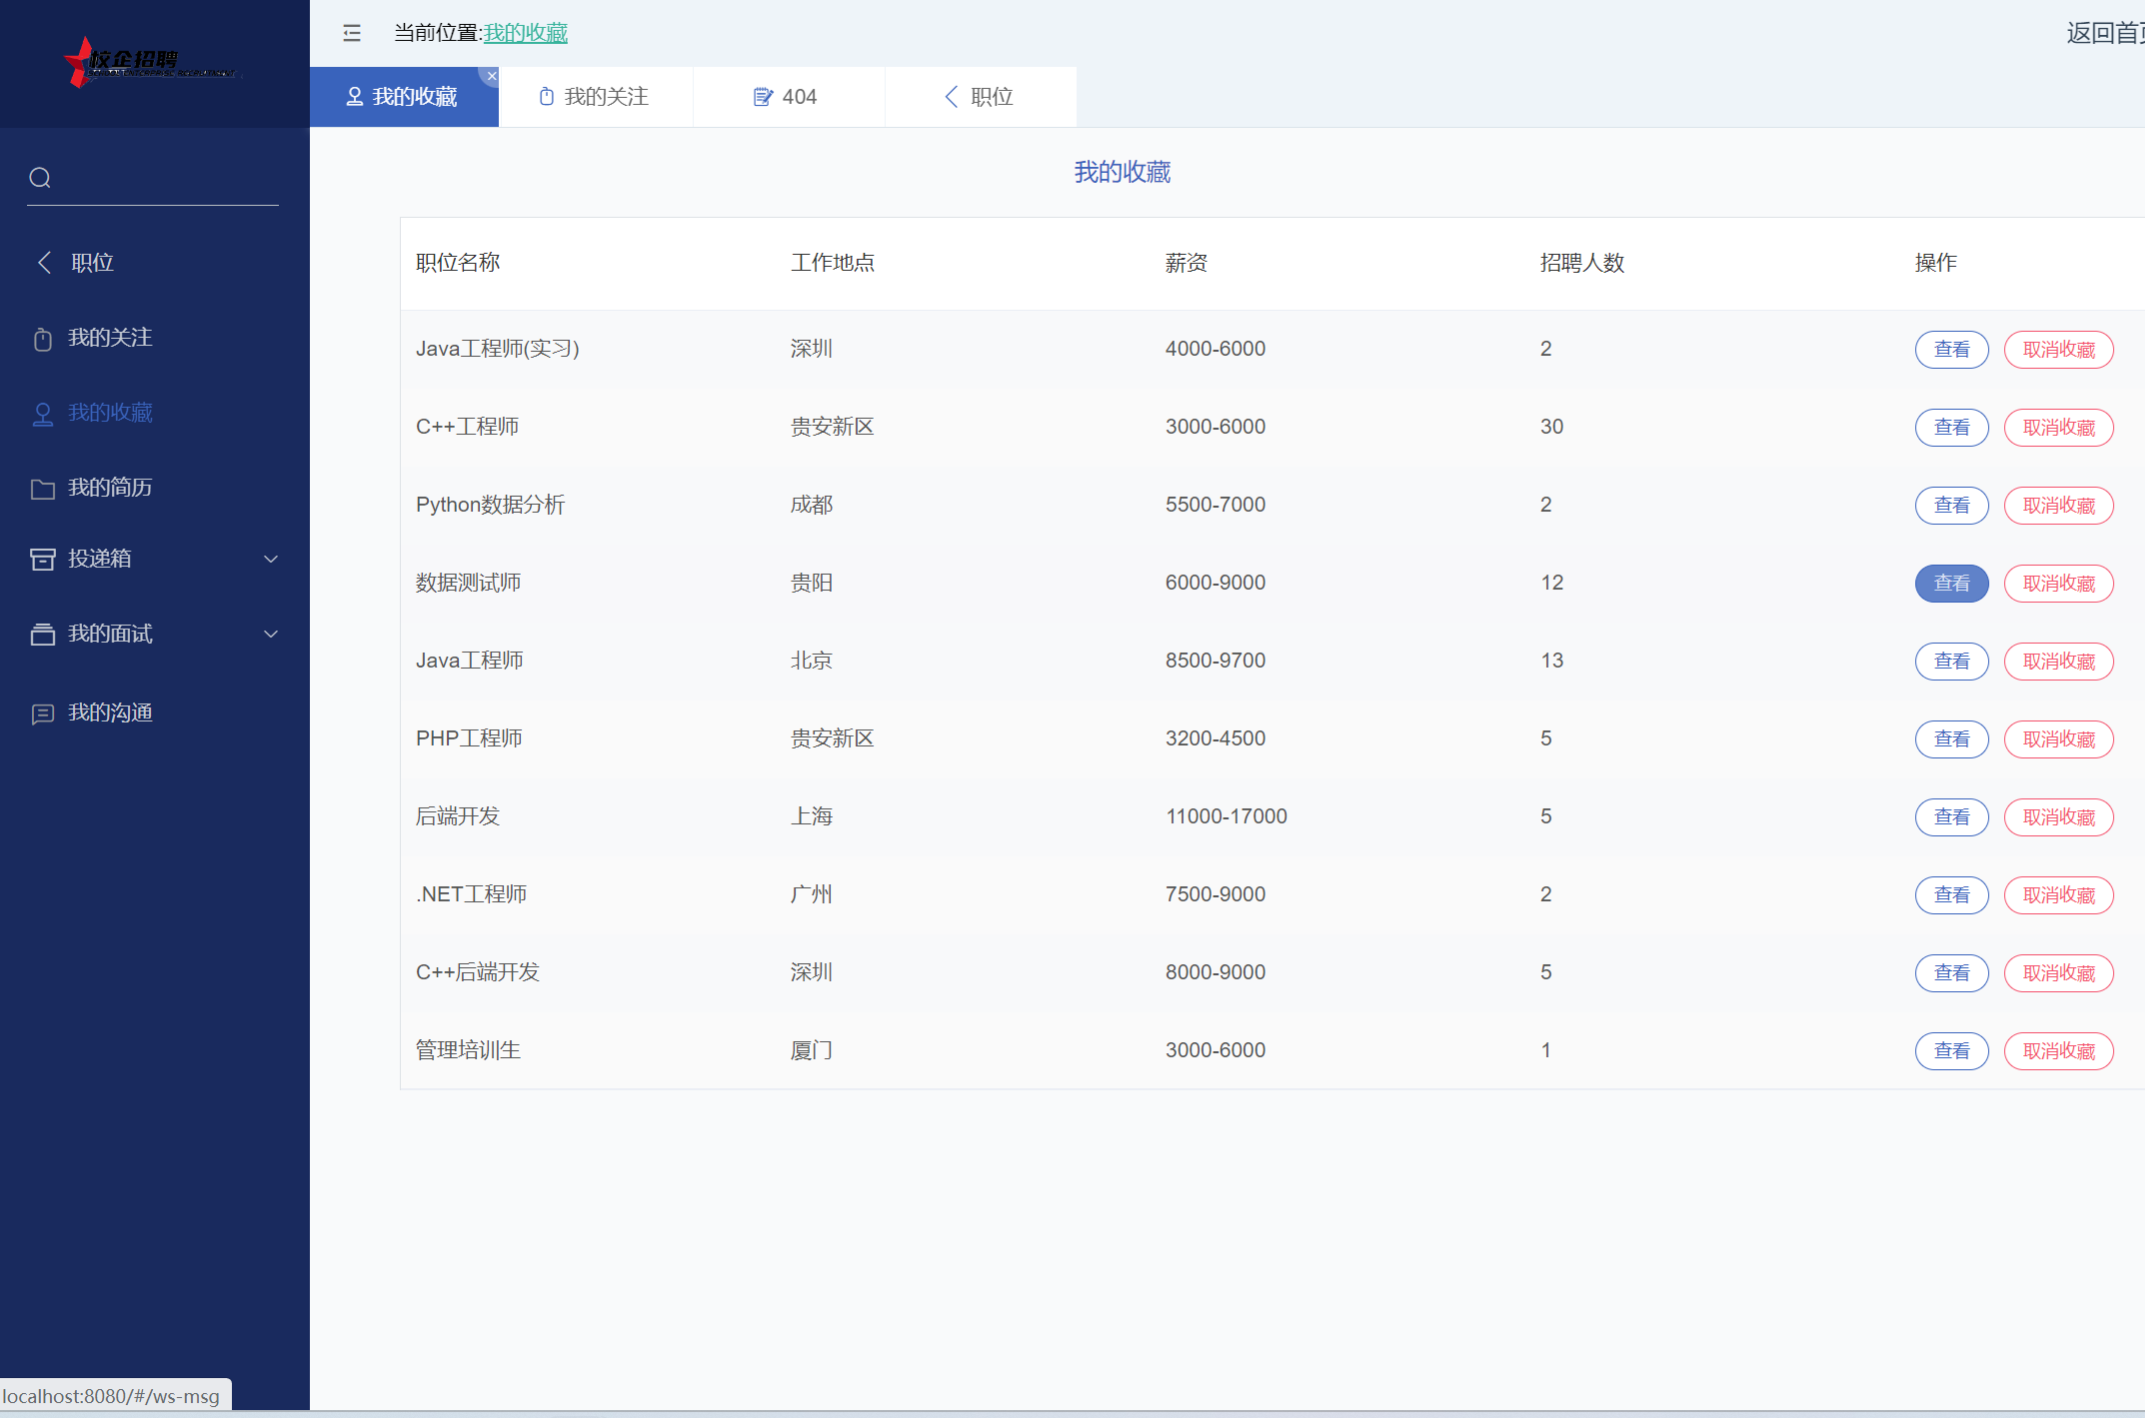 校企招聘
当前位置:我的收藏
返回首页
我的收藏
我的关注
404
职位
职位
我的关注
我的收藏
我的简历
投递箱
我的面试
我的沟通
我的收藏
职位名称 工作地点 薪资 招聘人数 操作
Java工程师(实习) 深圳 4000-6000 2 查看 取消收藏
C++工程师 贵安新区 3000-6000 30 查看 取消收藏
Python数据分析 成都 5500-7000 2 查看 取消收藏
数据测试师 贵阳 6000-9000 12 查看 取消收藏
Java工程师 北京 8500-9700 13 查看 取消收藏
PHP工程师 贵安新区 3200-4500 5 查看 取消收藏
后端开发 上海 11000-17000 5 查看 取消收藏
.NET工程师 广州 7500-9000 2 查看 取消收藏
C++后端开发 深圳 8000-9000 5 查看 取消收藏
管理培训生 厦门 3000-6000 1 查看 取消收藏
localhost:8080/#/ws-msg